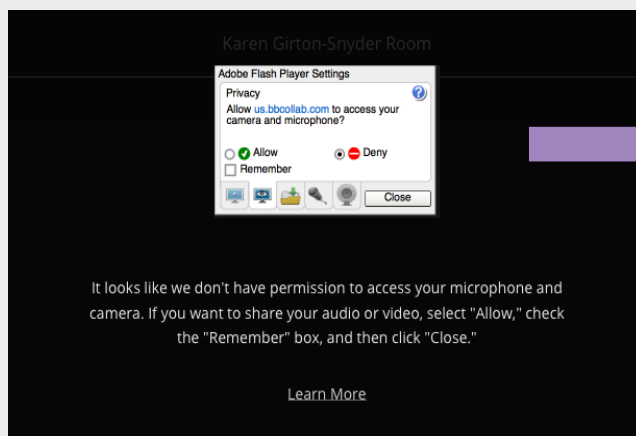 Karen Girton-Snyder Room
Adobe Flash Player Settings
Privacy
Allow us.bbcollab.com to access your
camera and microphone?
Allow
Deny
Remember
Close
It looks like we don't have permission to access your microphone and
camera. If you want to share your audio or video, select "Allow," check
the "Remember" box, and then click "Close."
Learn More